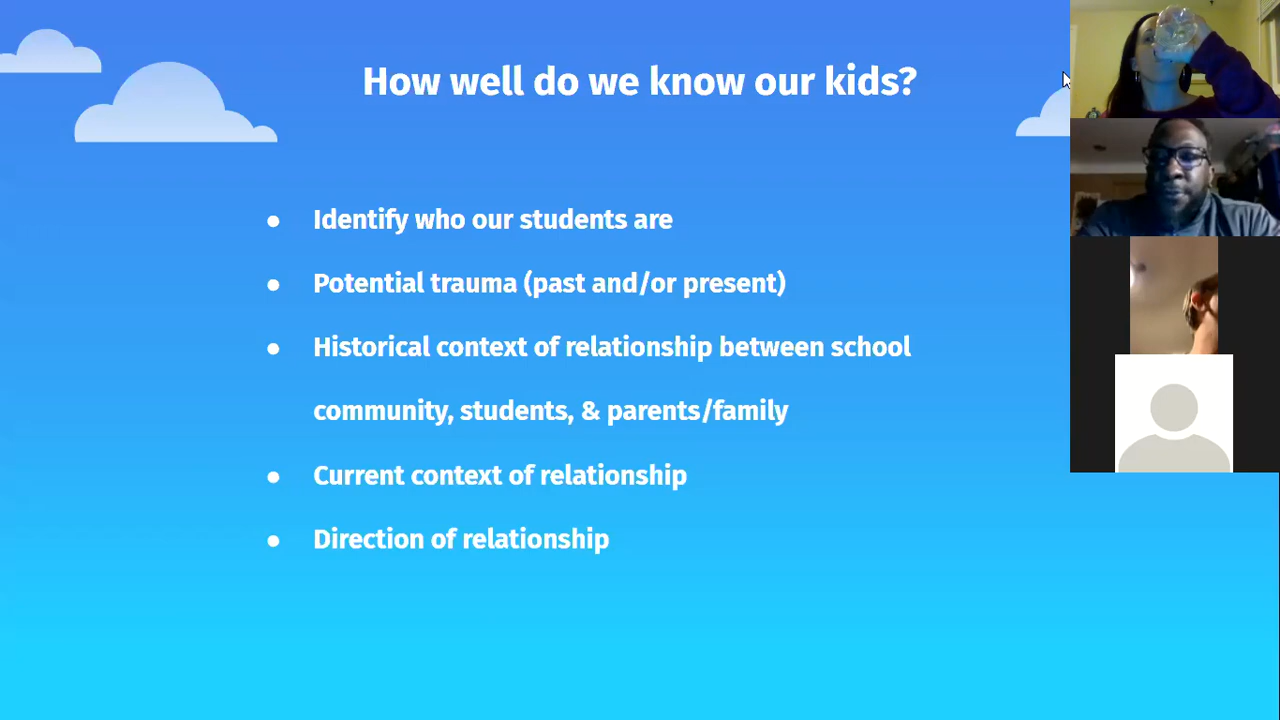 How well do we know our kids?
● Identify who our students are
● Potential trauma (past and/or present)
● Historical context of relationship between school
community, students, & parents/family
● Current context of relationship
● Direction of relationship